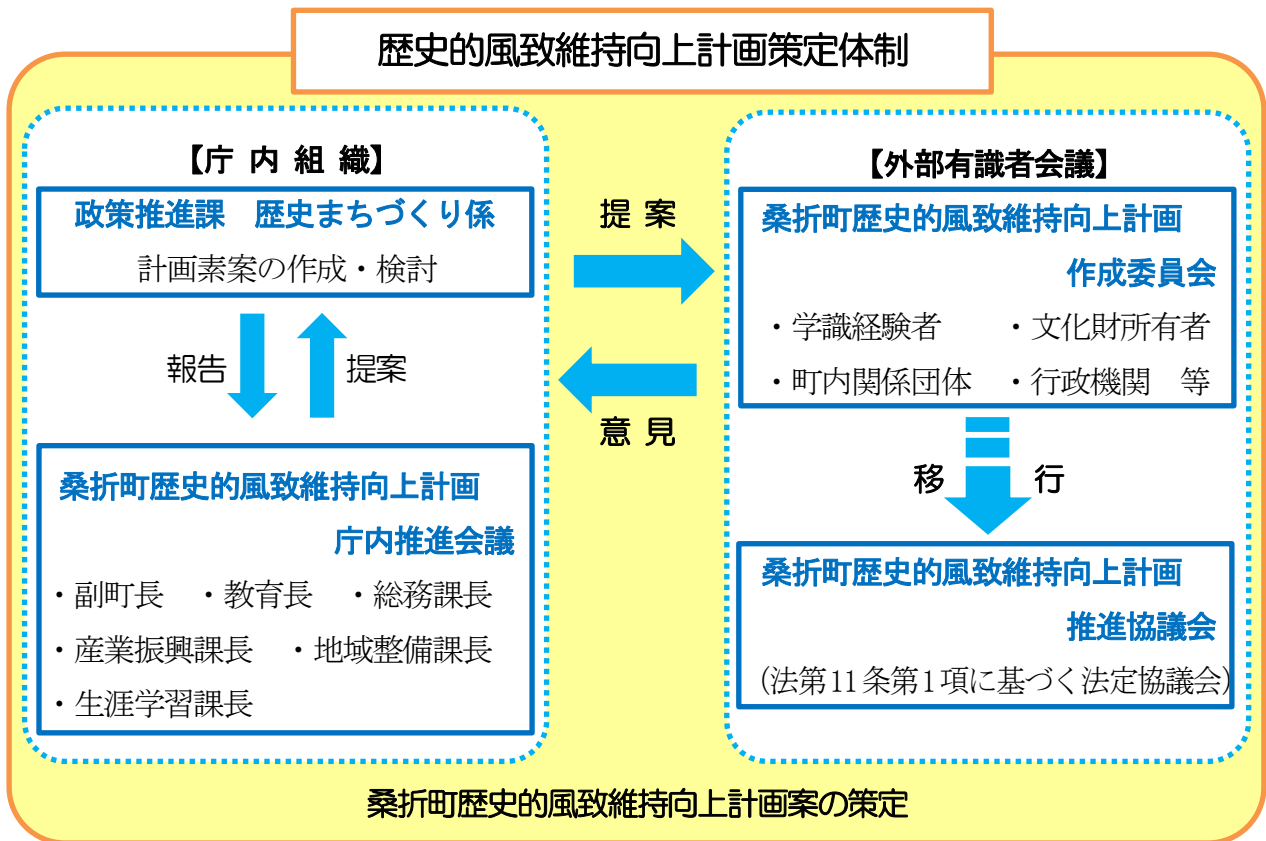 歴史的風致維持向上計画策定体制
【庁 内 組 織】
政策推進課　歴史まちづくり係
計画素案の作成・検討
報告
提案
桑折町歴史的風致維持向上計画
庁内推進会議
・副町長　・教育長　・総務課長
・産業振興課長　・地域整備課長
・生涯学習課長
提 案
意 見
【外部有識者会議】
桑折町歴史的風致維持向上計画
作成委員会
・学識経験者　・文化財所有者
・町内関係団体　・行政機関　等
移 行
桑折町歴史的風致維持向上計画
推進協議会
(法第11条第1項に基づく法定協議会)
桑折町歴史的風致維持向上計画案の策定